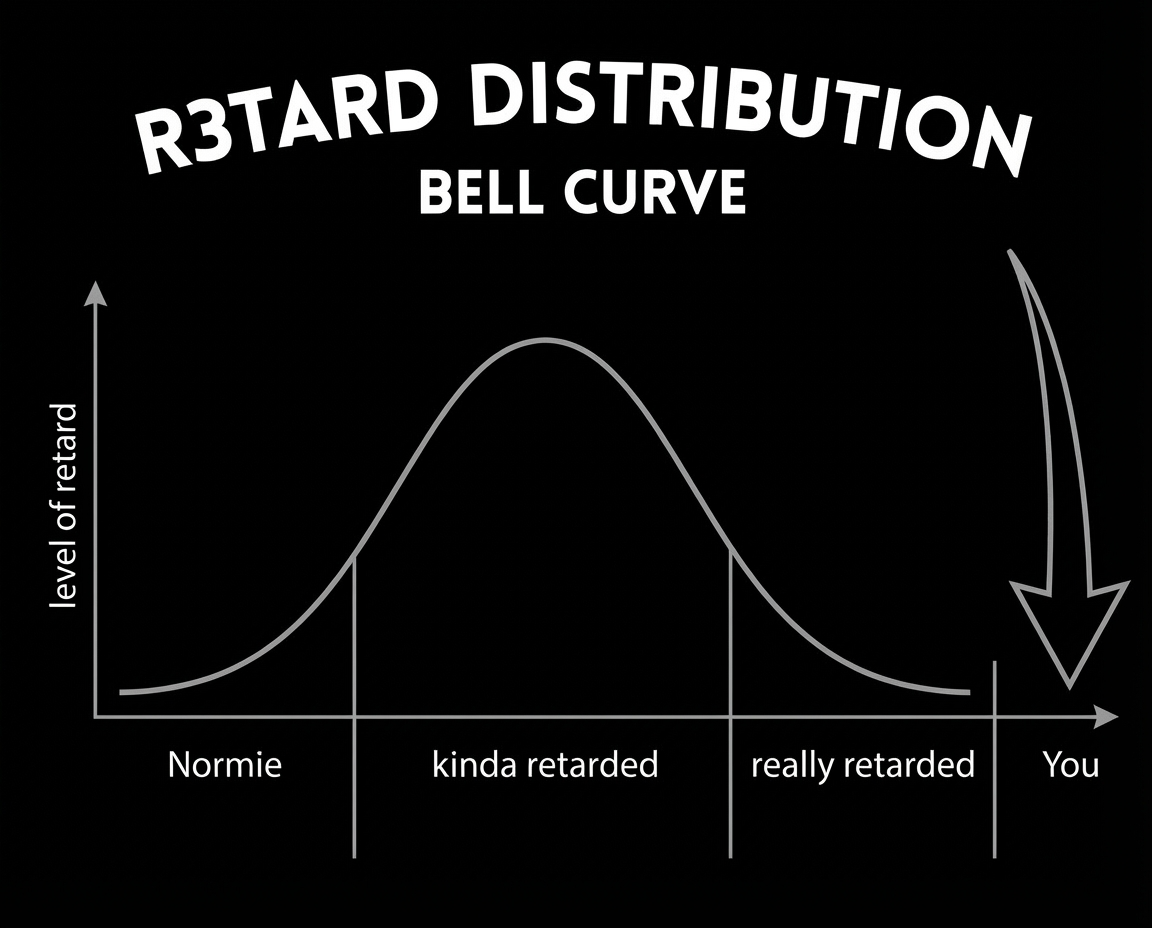 R3TARD DISTRIBUTION
BELL CURVE
level of retard
Normie
kinda retarded
really retarded
You